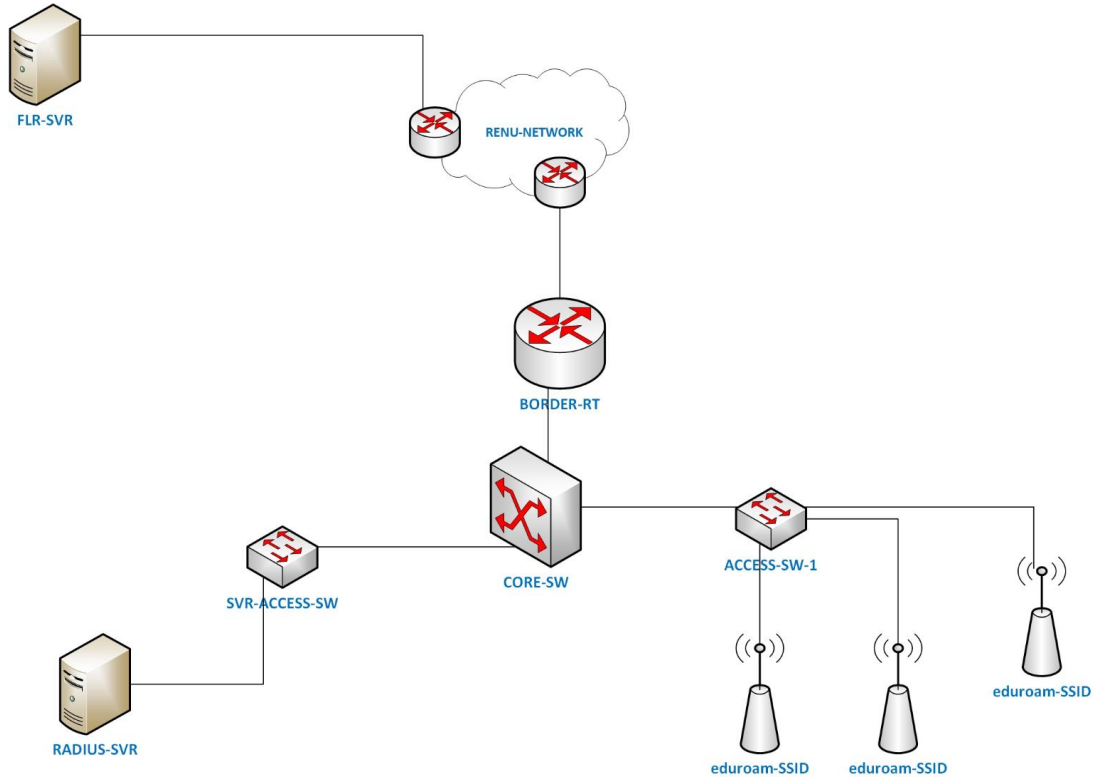 FLR-SVR
RENU-NETWORK
BORDER-RT
CORE-SW
ACCESS-SW-1
SVR-ACCESS-SW
RADIUS-SVR
eduroam-SSID
eduroam-SSID
eduroam-SSID